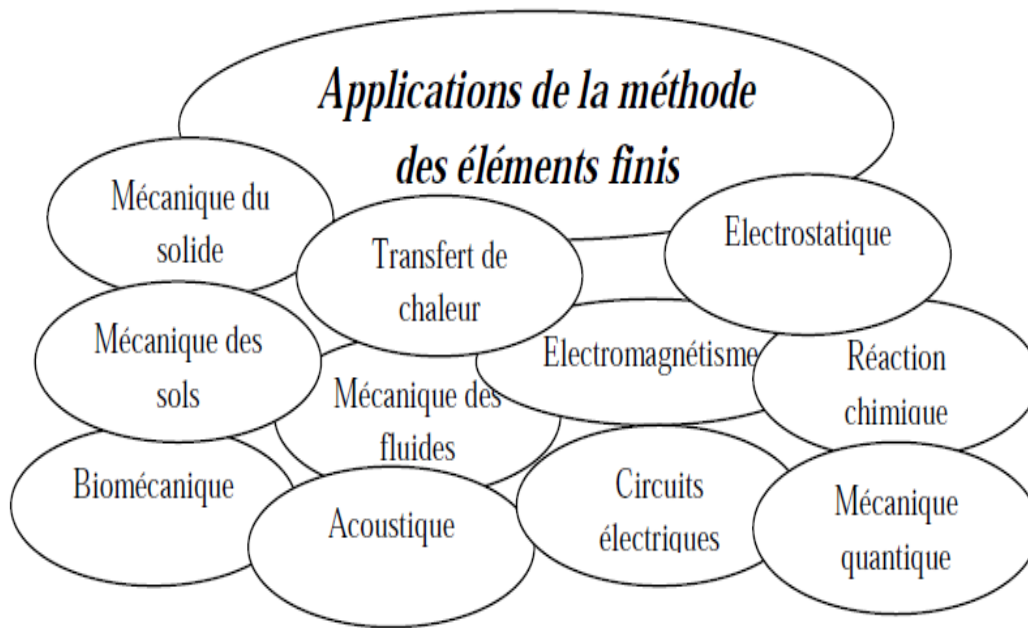 Applications de la méthode
des éléments finis
Mécanique du
solide
Transfert de
chaleur
Electrostatique
Mécanique des
sols
Mécanique des
fluides
Electromagnétisme
Réaction
chimique
Biomécanique
Acoustique
Circuits
électriques
Mécanique
quantique